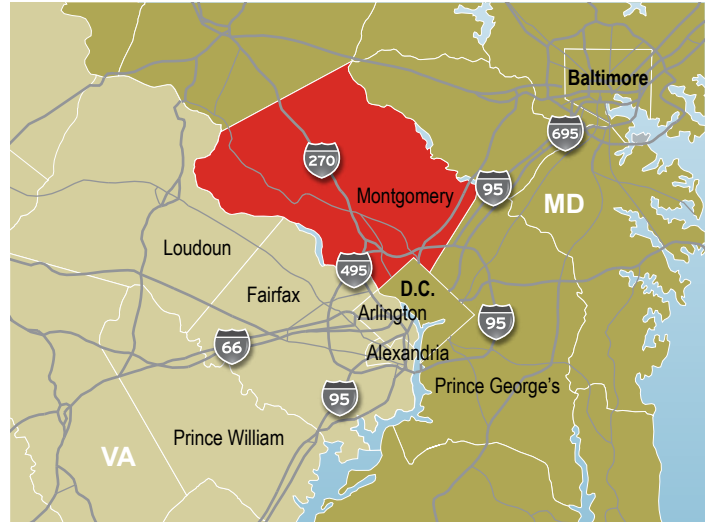 Baltimore
695
270
Montgomery
95
MD
Loudoun
495
Fairfax
D.C.
Arlington
95
66
Alexandria
Prince George's
95
Prince William
VA